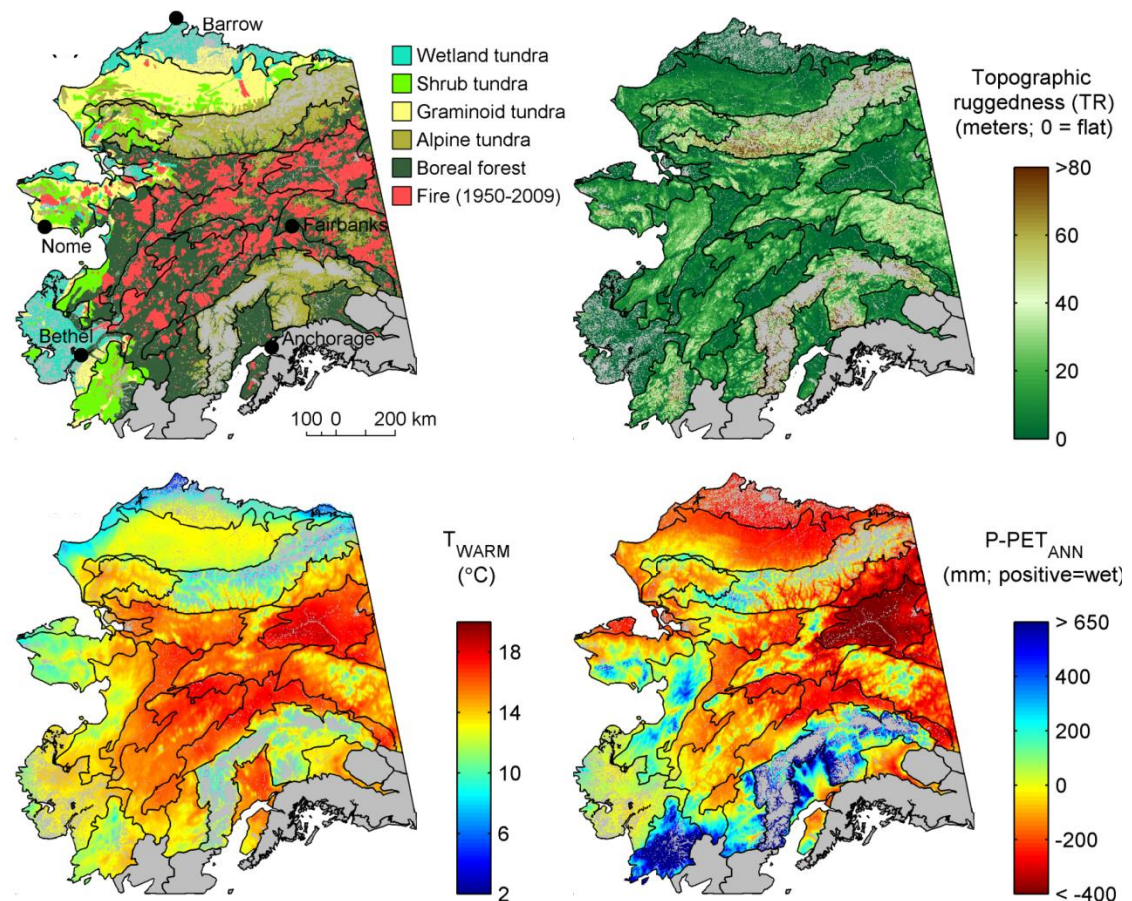 Barrow
Wetland tundra
Shrub tundra
Graminoid tundra
Alpine tundra
Boreal forest
Fire (1950-2009)
Fairbanks
Nome
Bethel
Anchorage
100 0 200 km
Topographic
ruggedness (TR)
(meters; 0 = flat)
>80
60
40
20
0
TWARM
(°C)
18
14
10
6
2
P-PETANN
(mm; positive=wet)
> 650
400
200
0
-200
< -400